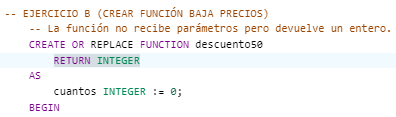 -- EJERCICIO B (CREAR FUNCIÓN BAJA PRECIOS)
-- La función no recibe parámetros pero devuelve un entero.
CREATE OR REPLACE FUNCTION descuento50
RETURN INTEGER
AS
cuantos INTEGER := 0;
BEGIN